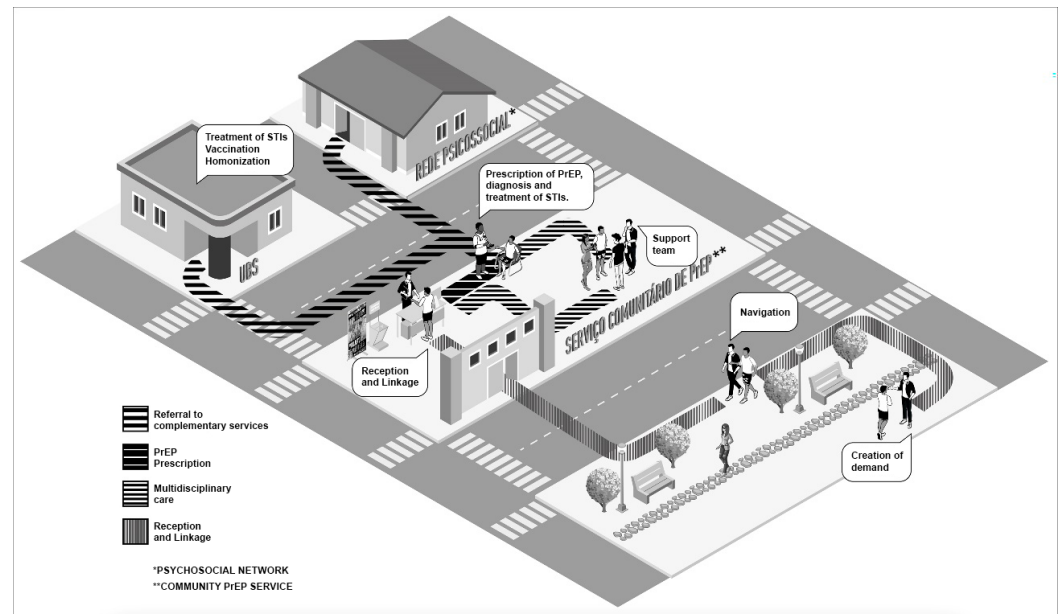 Treatment of STIs
Vaccination
Homonization
REDE PSICOSSOCIAL*
Prescription of PrEP,
diagnosis and
treatment of STIs.
Support
team
UBS
SERVIÇO COMUNITÁRIO DE PrEP**
Navigation
Reception
and Linkage
Creation of
demand
Referral to
complementary services
PrEP
Prescription
Multidisciplinary
care
Reception
and Linkage
*PSYCHOSOCIAL NETWORK
**COMMUNITY PrEP SERVICE